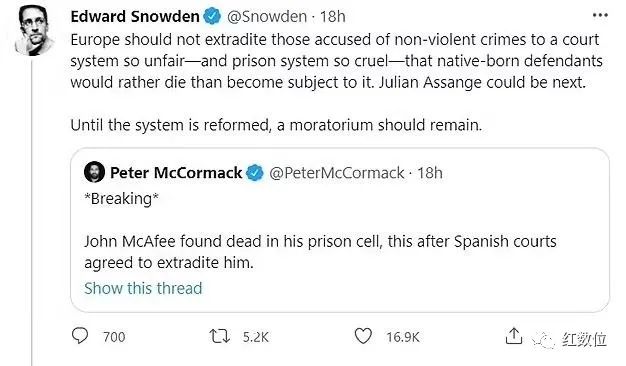 Edward Snowden @Snowden · 18h
Europe should not extradite those accused of non-violent crimes to a court
system so unfair—and prison system so cruel—that native-born defendants
would rather die than become subject to it. Julian Assange could be next.
Until the system is reformed, a moratorium should remain.
Peter McCormack @PeterMcCormack · 18h
*Breaking*
John McAfee found dead in his prison cell, this after Spanish courts
agreed to extradite him.
Show this thread
700 5.2K 16.9K 红数位